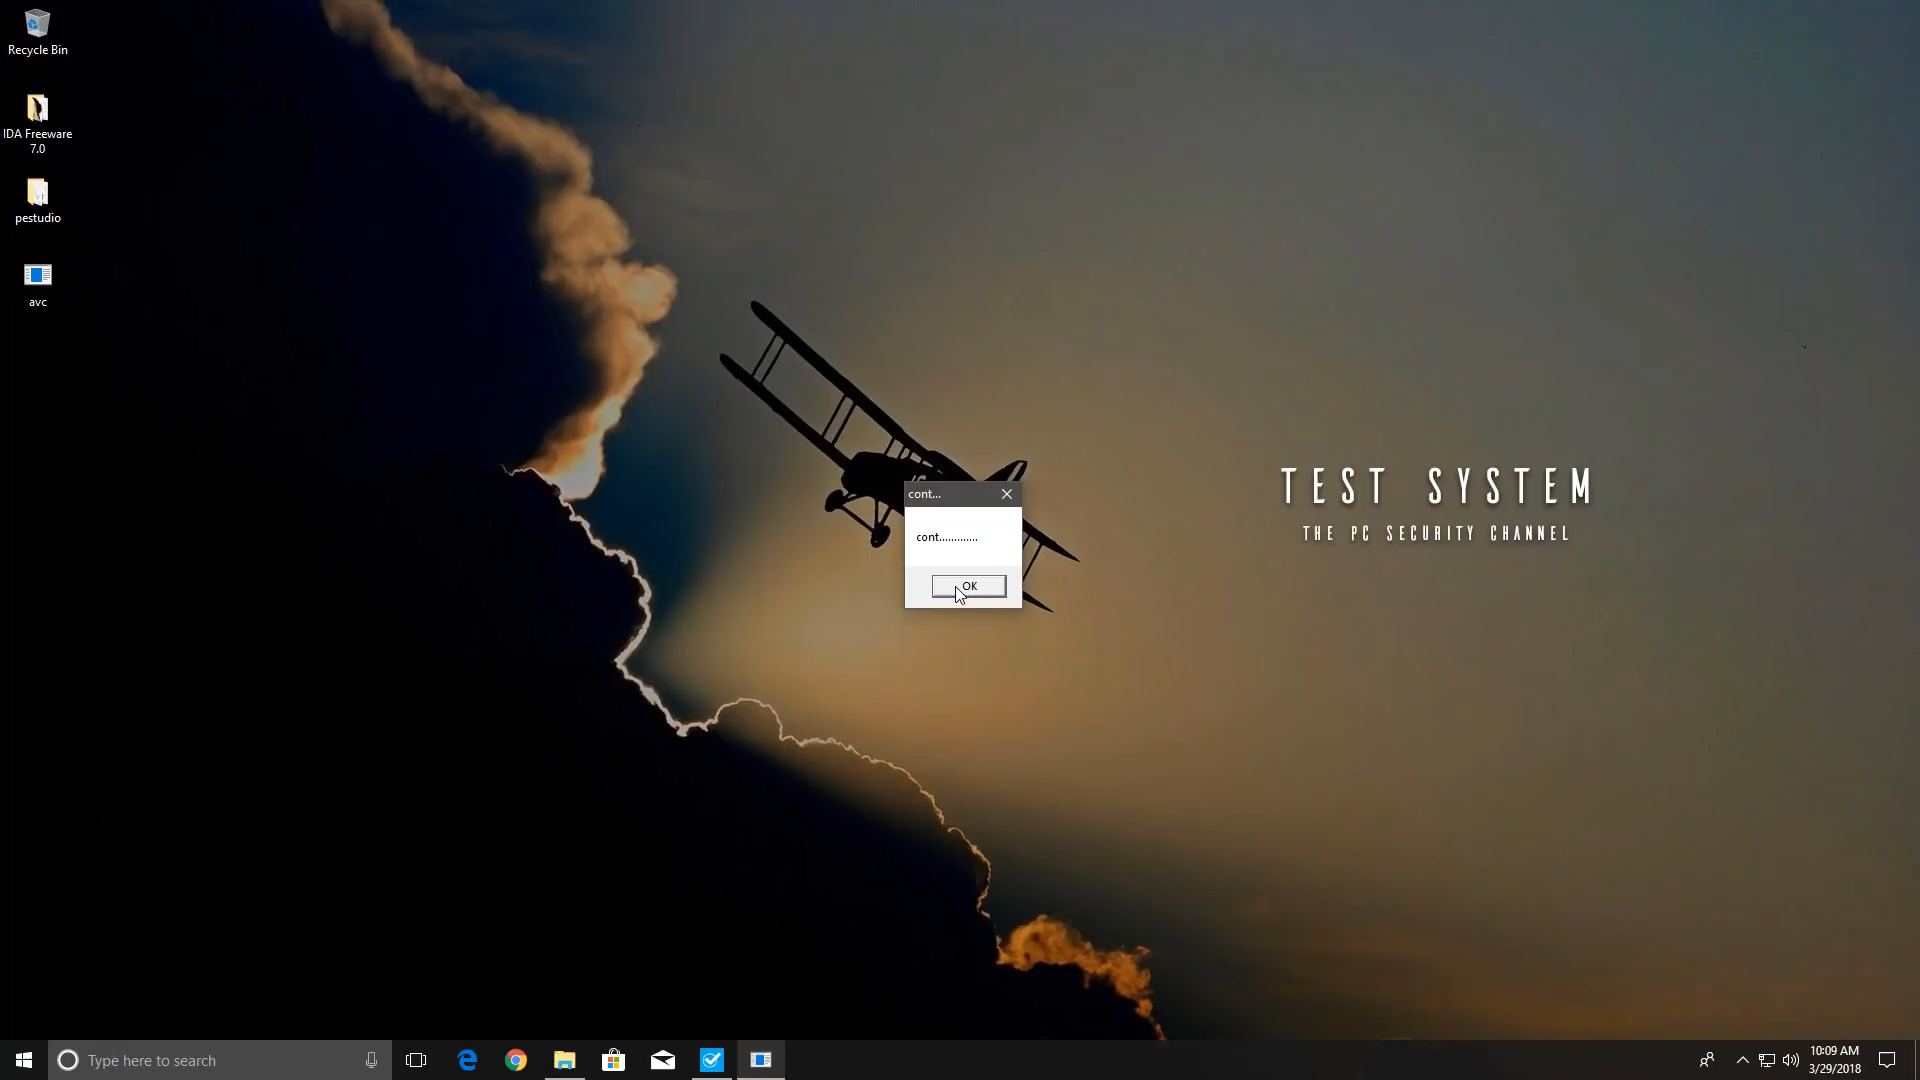 Recycle Bin
IDA Freeware
7.0
pestudio
avc
TEST SYSTEM
THE PC SECURITY CHANNEL
cont...
cont.............
OK
Type here to search
10:09 AM
3/29/2018